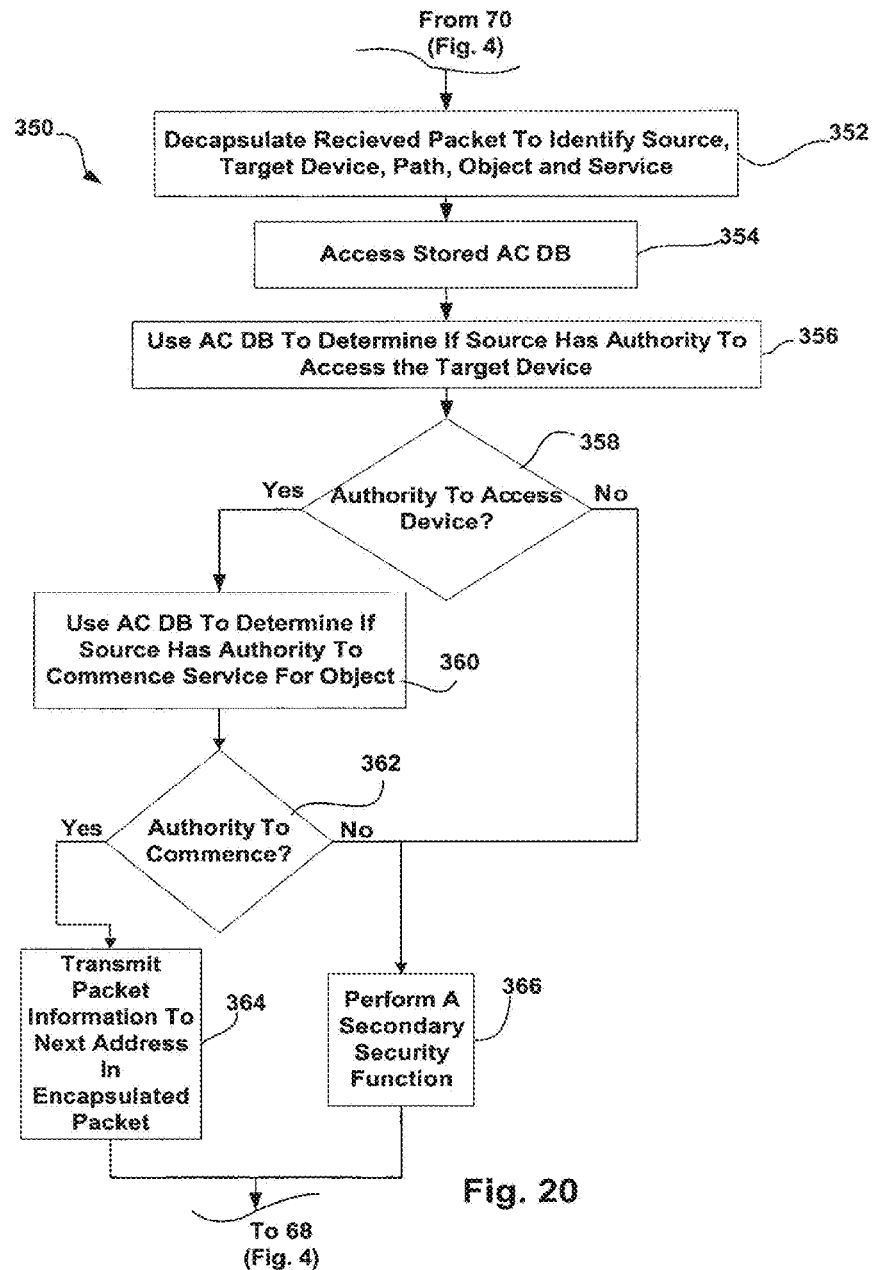 From 70
(Fig. 4)
350
Decapsulate Recieved Packet To Identify Source,
Target Device, Path, Object and Service
352
Access Stored AC DB
354
Use AC DB To Determine If Source Has Authority To
Access the Target Device
356
358
Yes
Authority To Access
Device?
No
Use AC DB To Determine If
Source Has Authority To
Commence Service For Object
360
362
Yes
Authority To
Commence?
No
Transmit
Packet
Information To
Next Address
In
Encapsulated
Packet
364
Perform A
Secondary
Security
Function
366
Fig. 20
To 68
(Fig. 4)